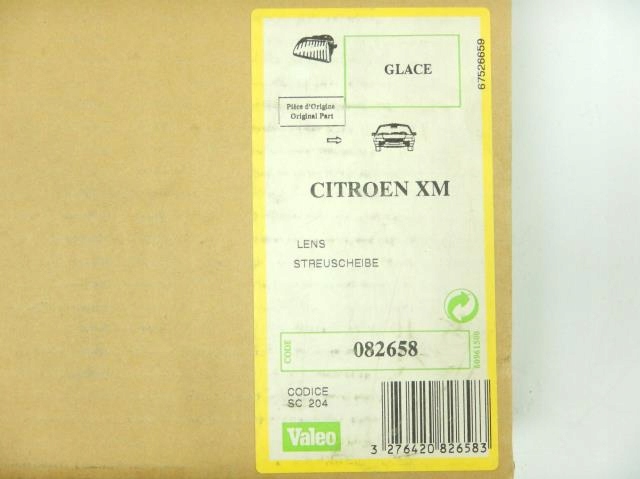 GLACE
67526659
Pièce d'Origine
Original Part
CITROEN XM
LENS
STREUSCHEIBE
CODE
082658
80961500
CODICE
SC 204
Valeo
3 276420 826583